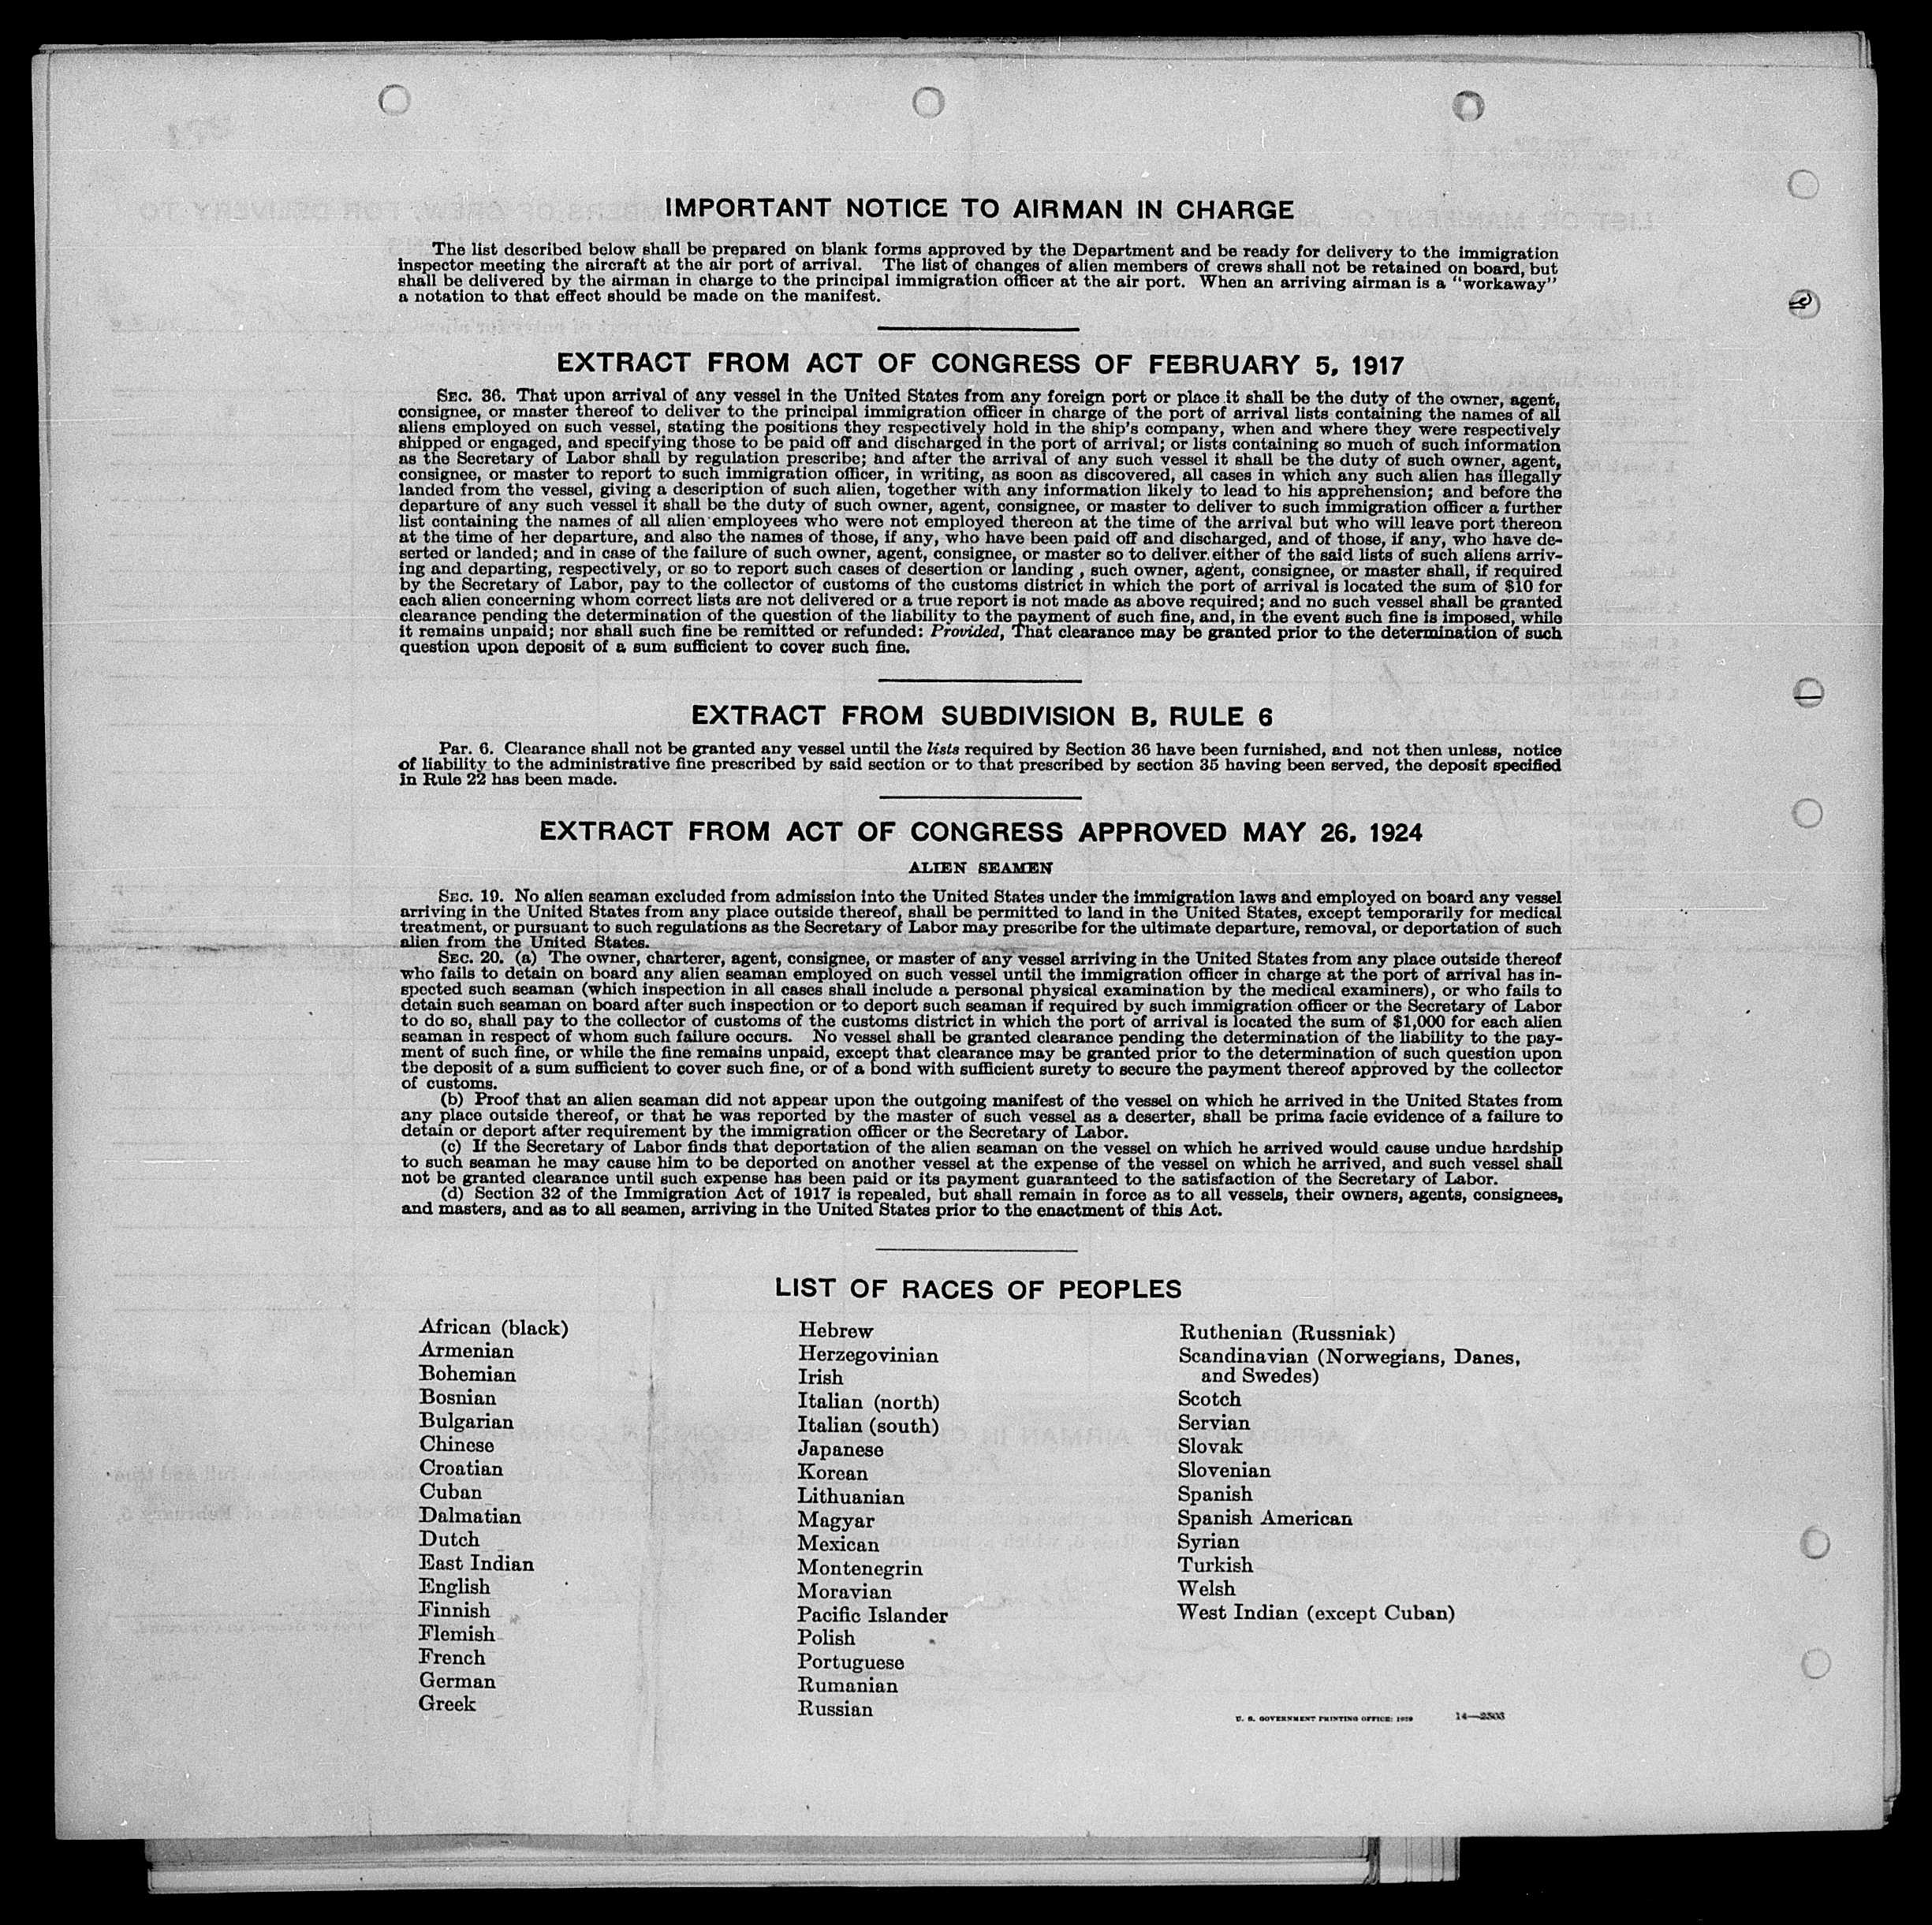 IMPORTANT NOTICE TO AIRMAN IN CHARGE
The list described below shall be prepared on blank forms approved by the Department and be ready for delivery to the immigration
inspector meeting the aircraft at the air port of arrival. The list of changes of alien members of crews shall not be retained on board, but
shall be delivered by the airman in charge to the principal immigration officer at the air port. When an arriving airman is a "workaway"
a notation to that effect should be made on the manifest.
EXTRACT FROM ACT OF CONGRESS OF FEBRUARY 5, 1917
SEC. 36. That upon arrival of any vessel in the United States from any foreign port or place it shall be the duty of the owner, agent,
consignee, or master thereof to deliver to the principal immigration officer in charge of the port of arrival lists containing the names of all
aliens employed on such vessel, stating the positions they respectively hold in the ship's company, when and where they were respectively
shipped or engaged, and specifying those to be paid off and discharged in the port of arrival; or lists containing so much of such information
as the Secretary of Labor shall by regulation prescribe; and after the arrival of any such vessel it shall be the duty of such owner, agent,
consignee, or master to report to such immigration officer, in writing, as soon as discovered, all cases in which any such alien has illegally
landed from the vessel, giving a description of such alien, together with any information likely to lead to his apprehension; and before the
departure of any such vessel it shall be the duty of such owner, agent, consignee, or master to deliver to such immigration officer a further
list containing the names of all alien employees who were not employed thereon at the time of the arrival but who will leave port thereon
at the time of her departure, and also the names of those, if any, who have been paid off and discharged, and of those, if any, who have de-
serted or landed; and in case of the failure of such owner, agent, consignee, or master so to deliver either of the said lists of such aliens arriv-
ing and departing, respectively, or so to report such cases of desertion or landing , such owner, agent, consignee, or master shall, if required
by the Secretary of Labor, pay to the collector of customs of the customs district in which the port of arrival is located the sum of $10 for
each alien concerning whom correct lists are not delivered or a true report is not made as above required; and no such vessel shall be granted
clearance pending the determination of the question of the liability to the payment of such fine, and, in the event such fine is imposed, while
it remains unpaid; nor shall such fine be remitted or refunded: Provided, That clearance may be granted prior to the determination of such
question upon deposit of a sum sufficient to cover such fine.
EXTRACT FROM SUBDIVISION B, RULE 6
Par. 6. Clearance shall not be granted any vessel until the lists required by Section 36 have been furnished, and not then unless, notice
of liability to the administrative fine prescribed by said section or to that prescribed by section 35 having been served, the deposit specified
in Rule 22 has been made.
EXTRACT FROM ACT OF CONGRESS APPROVED MAY 26, 1924
ALIEN SEAMEN
SEC. 19. No alien seaman excluded from admission into the United States under the immigration laws and employed on board any vessel
arriving in the United States from any place outside thereof, shall be permitted to land in the United States, except temporarily for medical
treatment, or pursuant to such regulations as the Secretary of Labor may prescribe for the ultimate departure, removal, or deportation of such
alien from the United States.
SEC. 20. (a) The owner, charterer, agent, consignee, or master of any vessel arriving in the United States from any place outside thereof
who fails to detain on board any alien seaman employed on such vessel until the immigration officer in charge at the port of arrival has in-
spected such seaman (which inspection in all cases shall include a personal physical examination by the medical examiners), or who fails to
detain such seaman on board after such inspection or to deport such seaman if required by such immigration officer or the Secretary of Labor
to do so, shall pay to the collector of customs of the customs district in which the port of arrival is located the sum of $1,000 for each alien
seaman in respect of whom such failure occurs. No vessel shall be granted clearance pending the determination of the liability to the pay-
ment of such fine, or while the fine remains unpaid, except that clearance may be granted prior to the determination of such question upon
the deposit of a sum sufficient to cover such fine, or of a bond with sufficient surety to secure the payment thereof approved by the collector
of customs.
(b) Proof that an alien seaman did not appear upon the outgoing manifest of the vessel on which he arrived in the United States from
any place outside thereof, or that he was reported by the master of such vessel as a deserter, shall be prima facie evidence of a failure to
detain or deport after requirement by the immigration officer or the Secretary of Labor.
(c) If the Secretary of Labor finds that deportation of the alien seaman on the vessel on which he arrived would cause undue hardship
to such seaman he may cause him to be deported on another vessel at the expense of the vessel on which he arrived, and such vessel shall
not be granted clearance until such expense has been paid or its payment guaranteed to the satisfaction of the Secretary of Labor.
(d) Section 32 of the Immigration Act of 1917 is repealed, but shall remain in force as to all vessels, their owners, agents, consignees,
and masters, and as to all seamen, arriving in the United States prior to the enactment of this Act.
LIST OF RACES OF PEOPLES
African (black)
Armenian
Bohemian
Bosnian
Bulgarian
Chinese
Croatian
Cuban
Dalmatian
Dutch
East Indian
English
Finnish
Flemish
French
German
Greek
Hebrew
Herzegovinian
Irish
Italian (north)
Italian (south)
Japanese
Korean
Lithuanian
Magyar
Mexican
Montenegrin
Moravian
Pacific Islander
Polish
Portuguese
Rumanian
Russian
Ruthenian (Russniak)
Scandinavian (Norwegians, Danes,
and Swedes)
Scotch
Servian
Slovak
Slovenian
Spanish
Spanish American
Syrian
Turkish
Welsh
West Indian (except Cuban)
U. S. GOVERNMENT PRINTING OFFICE: 1929 14—2503